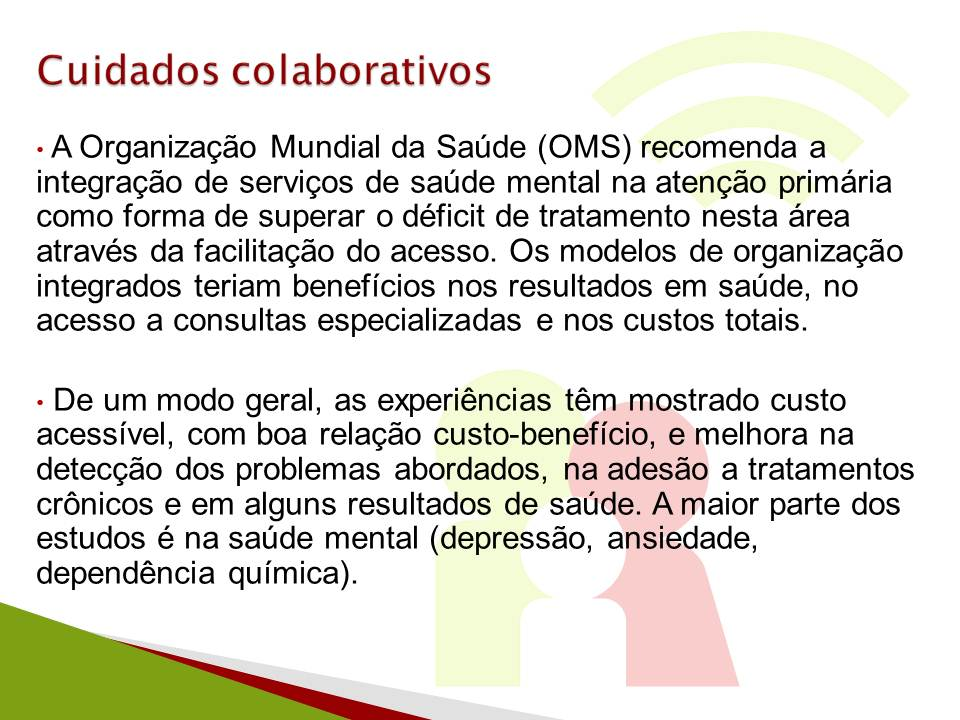 Cuidados colaborativos
• A Organização Mundial da Saúde (OMS) recomenda a
integração de serviços de saúde mental na atenção primária
como forma de superar o déficit de tratamento nesta área
através da facilitação do acesso. Os modelos de organização
integrados teriam benefícios nos resultados em saúde, no
acesso a consultas especializadas e nos custos totais.
• De um modo geral, as experiências têm mostrado custo
acessível, com boa relação custo-benefício, e melhora na
detecção dos problemas abordados, na adesão a tratamentos
crônicos e em alguns resultados de saúde. A maior parte dos
estudos é na saúde mental (depressão, ansiedade,
dependência química).